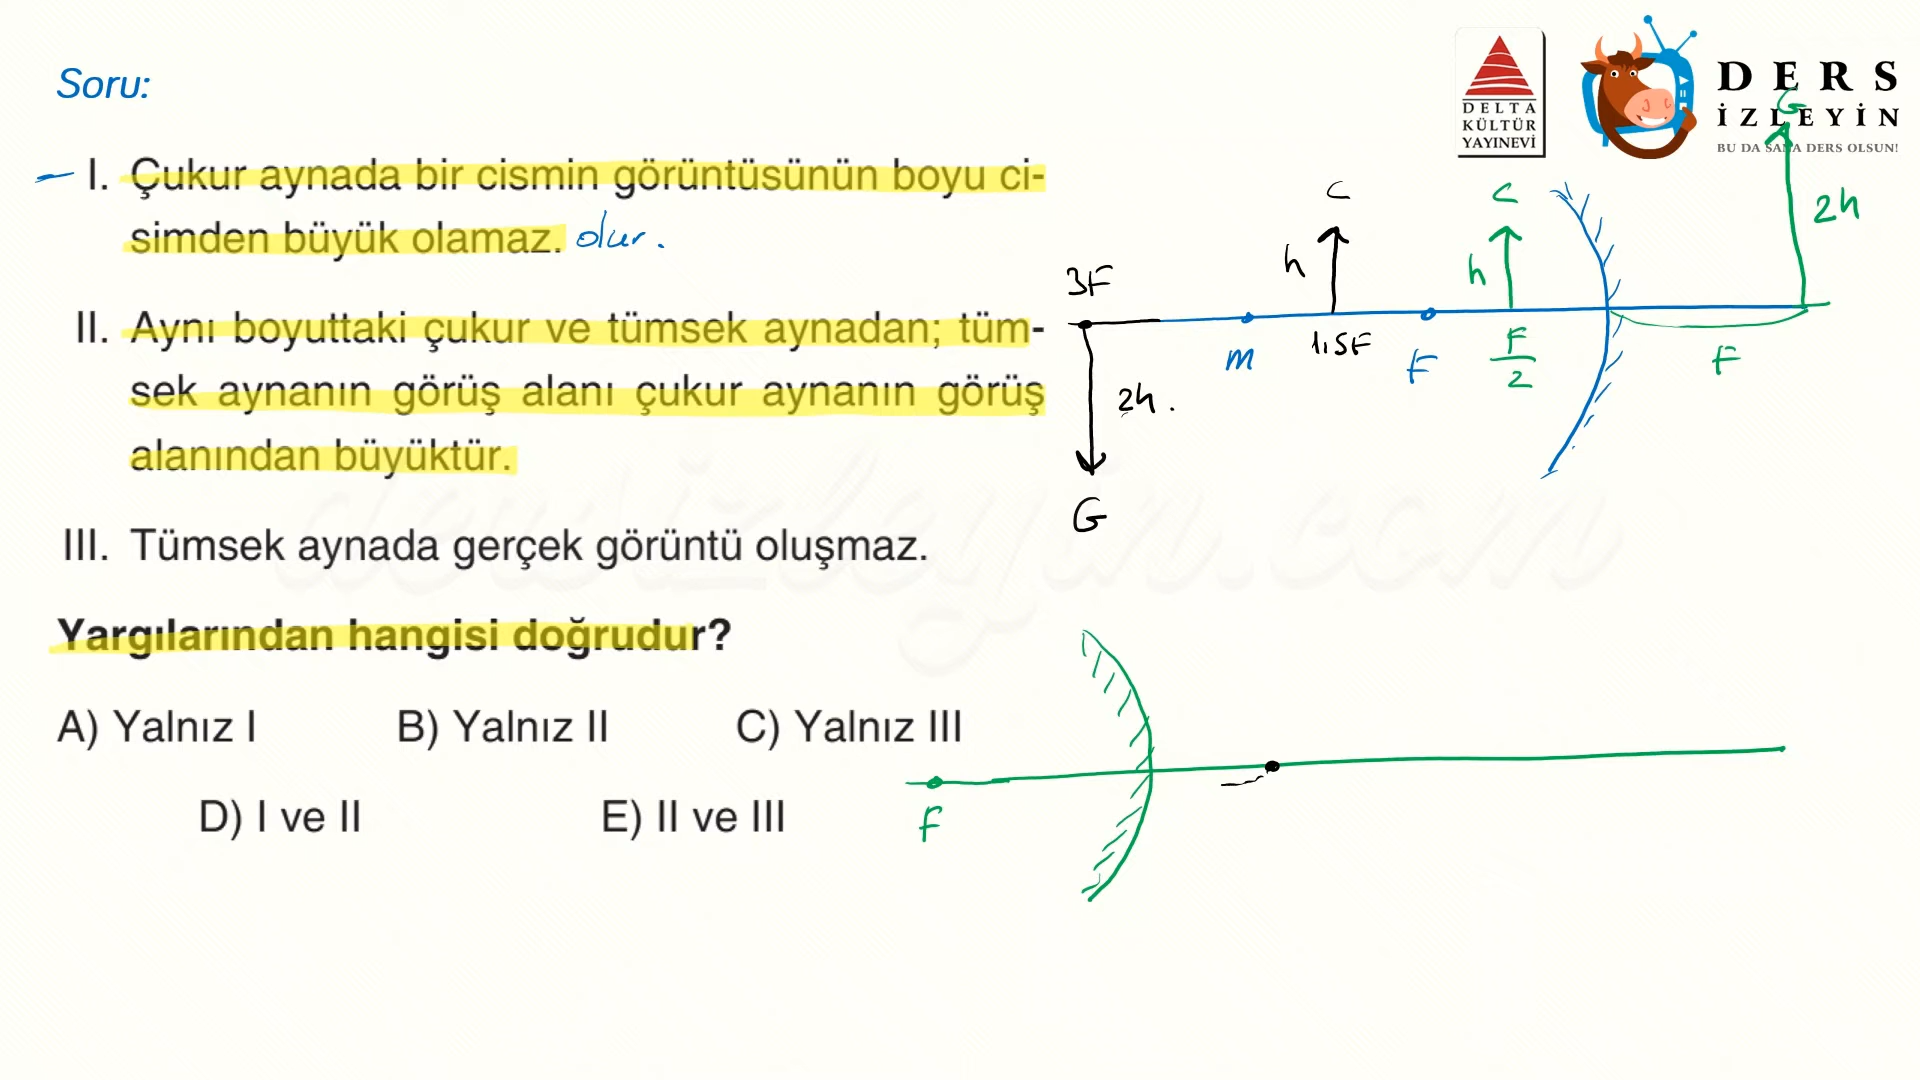 Soru:
DELTA
KÜLTÜR
YAYINEVİ
DERS
İZLEYİN
BU DA SANA DERS OLSUN!
I. Çukur aynada bir cismin görüntüsünün boyu ci-
simden büyük olamaz. olur.
II. Aynı boyuttaki çukur ve tümsek aynadan; tüm-
sek aynanın görüş alanı çukur aynanın görüş
alanından büyüktür.
III. Tümsek aynada gerçek görüntü oluşmaz.
Yargılarından hangisi doğrudur?
A) Yalnız I B) Yalnız II C) Yalnız III
D) I ve II E) II ve III
G
C C
2h
h h
3F
m 1,5F F F/2 F
2h.
G
F
dersizleyin.com